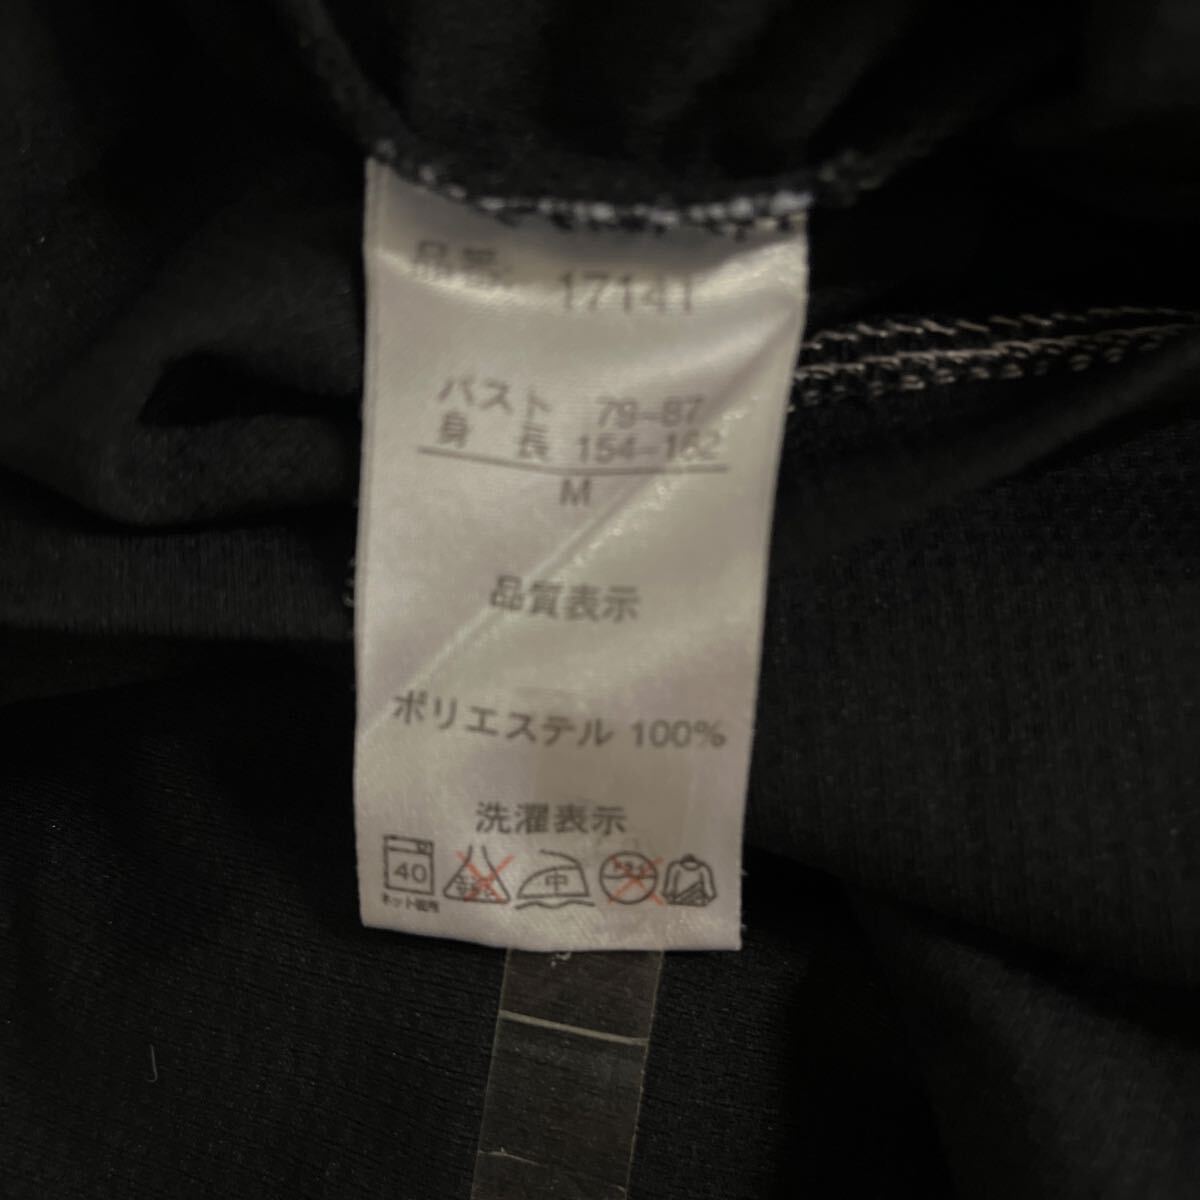 品番: 17141
バスト 79-87
身 長 154-162
M
品質表示
ポリエステル 100%
洗濯表示
40
中
ネット使用